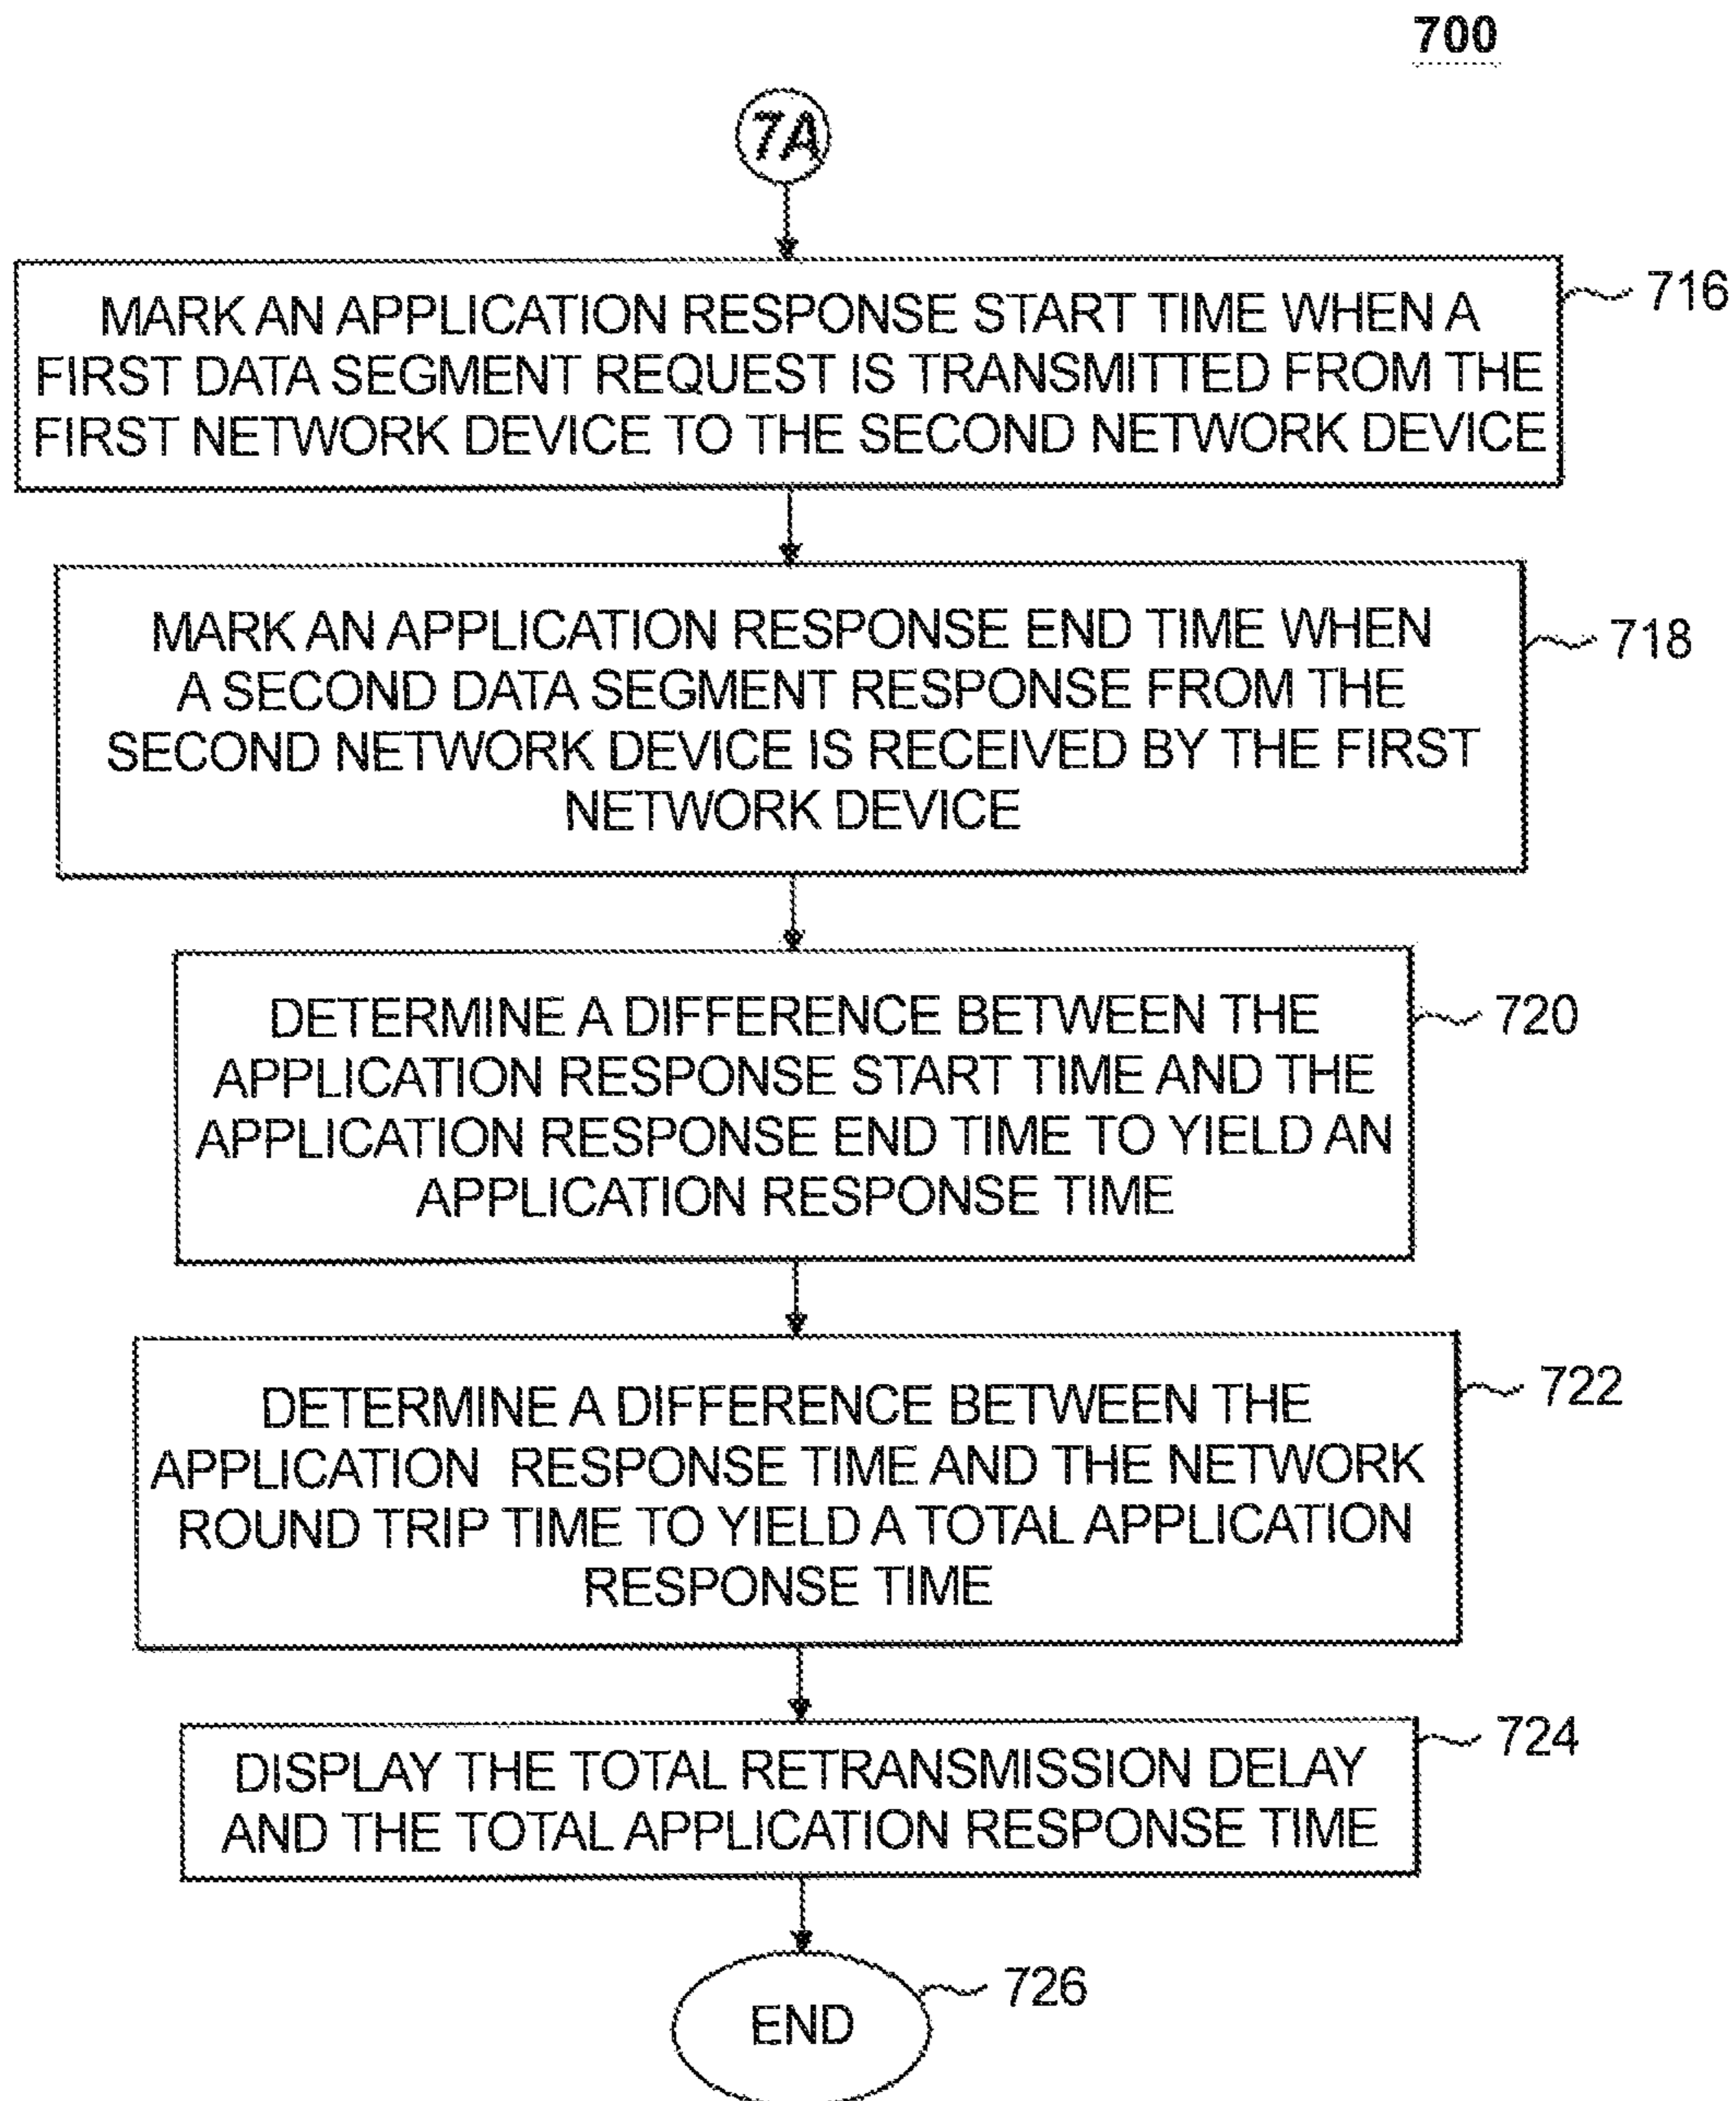 700
7A
MARK AN APPLICATION RESPONSE START TIME WHEN A
FIRST DATA SEGMENT REQUEST IS TRANSMITTED FROM THE
FIRST NETWORK DEVICE TO THE SECOND NETWORK DEVICE
716
MARK AN APPLICATION RESPONSE END TIME WHEN
A SECOND DATA SEGMENT RESPONSE FROM THE
SECOND NETWORK DEVICE IS RECEIVED BY THE FIRST
NETWORK DEVICE
718
DETERMINE A DIFFERENCE BETWEEN THE
APPLICATION RESPONSE START TIME AND THE
APPLICATION RESPONSE END TIME TO YIELD AN
APPLICATION RESPONSE TIME
720
DETERMINE A DIFFERENCE BETWEEN THE
APPLICATION RESPONSE TIME AND THE NETWORK
ROUND TRIP TIME TO YIELD A TOTAL APPLICATION
RESPONSE TIME
722
DISPLAY THE TOTAL RETRANSMISSION DELAY
AND THE TOTAL APPLICATION RESPONSE TIME
724
END
726